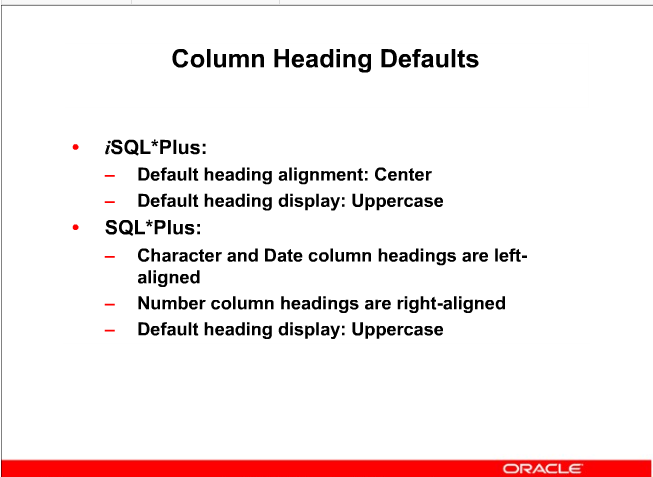 Column Heading Defaults
• iSQL*Plus:
– Default heading alignment: Center
– Default heading display: Uppercase
• SQL*Plus:
– Character and Date column headings are left-
aligned
– Number column headings are right-aligned
– Default heading display: Uppercase
ORACLE